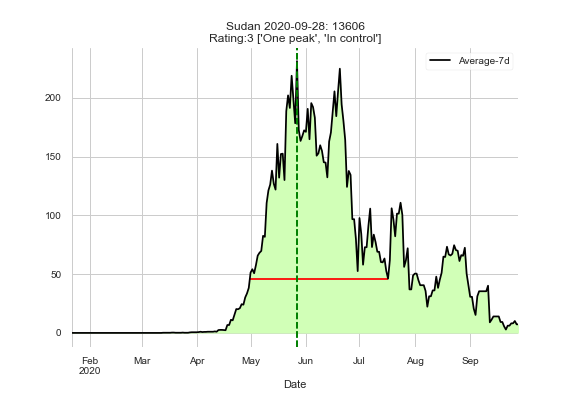 Sudan 2020-09-28: 13606
Rating:3 ['One peak', 'In control']
Average-7d
200
150
100
50
0
Feb Mar Apr May Jun Jul Aug Sep
2020
Date